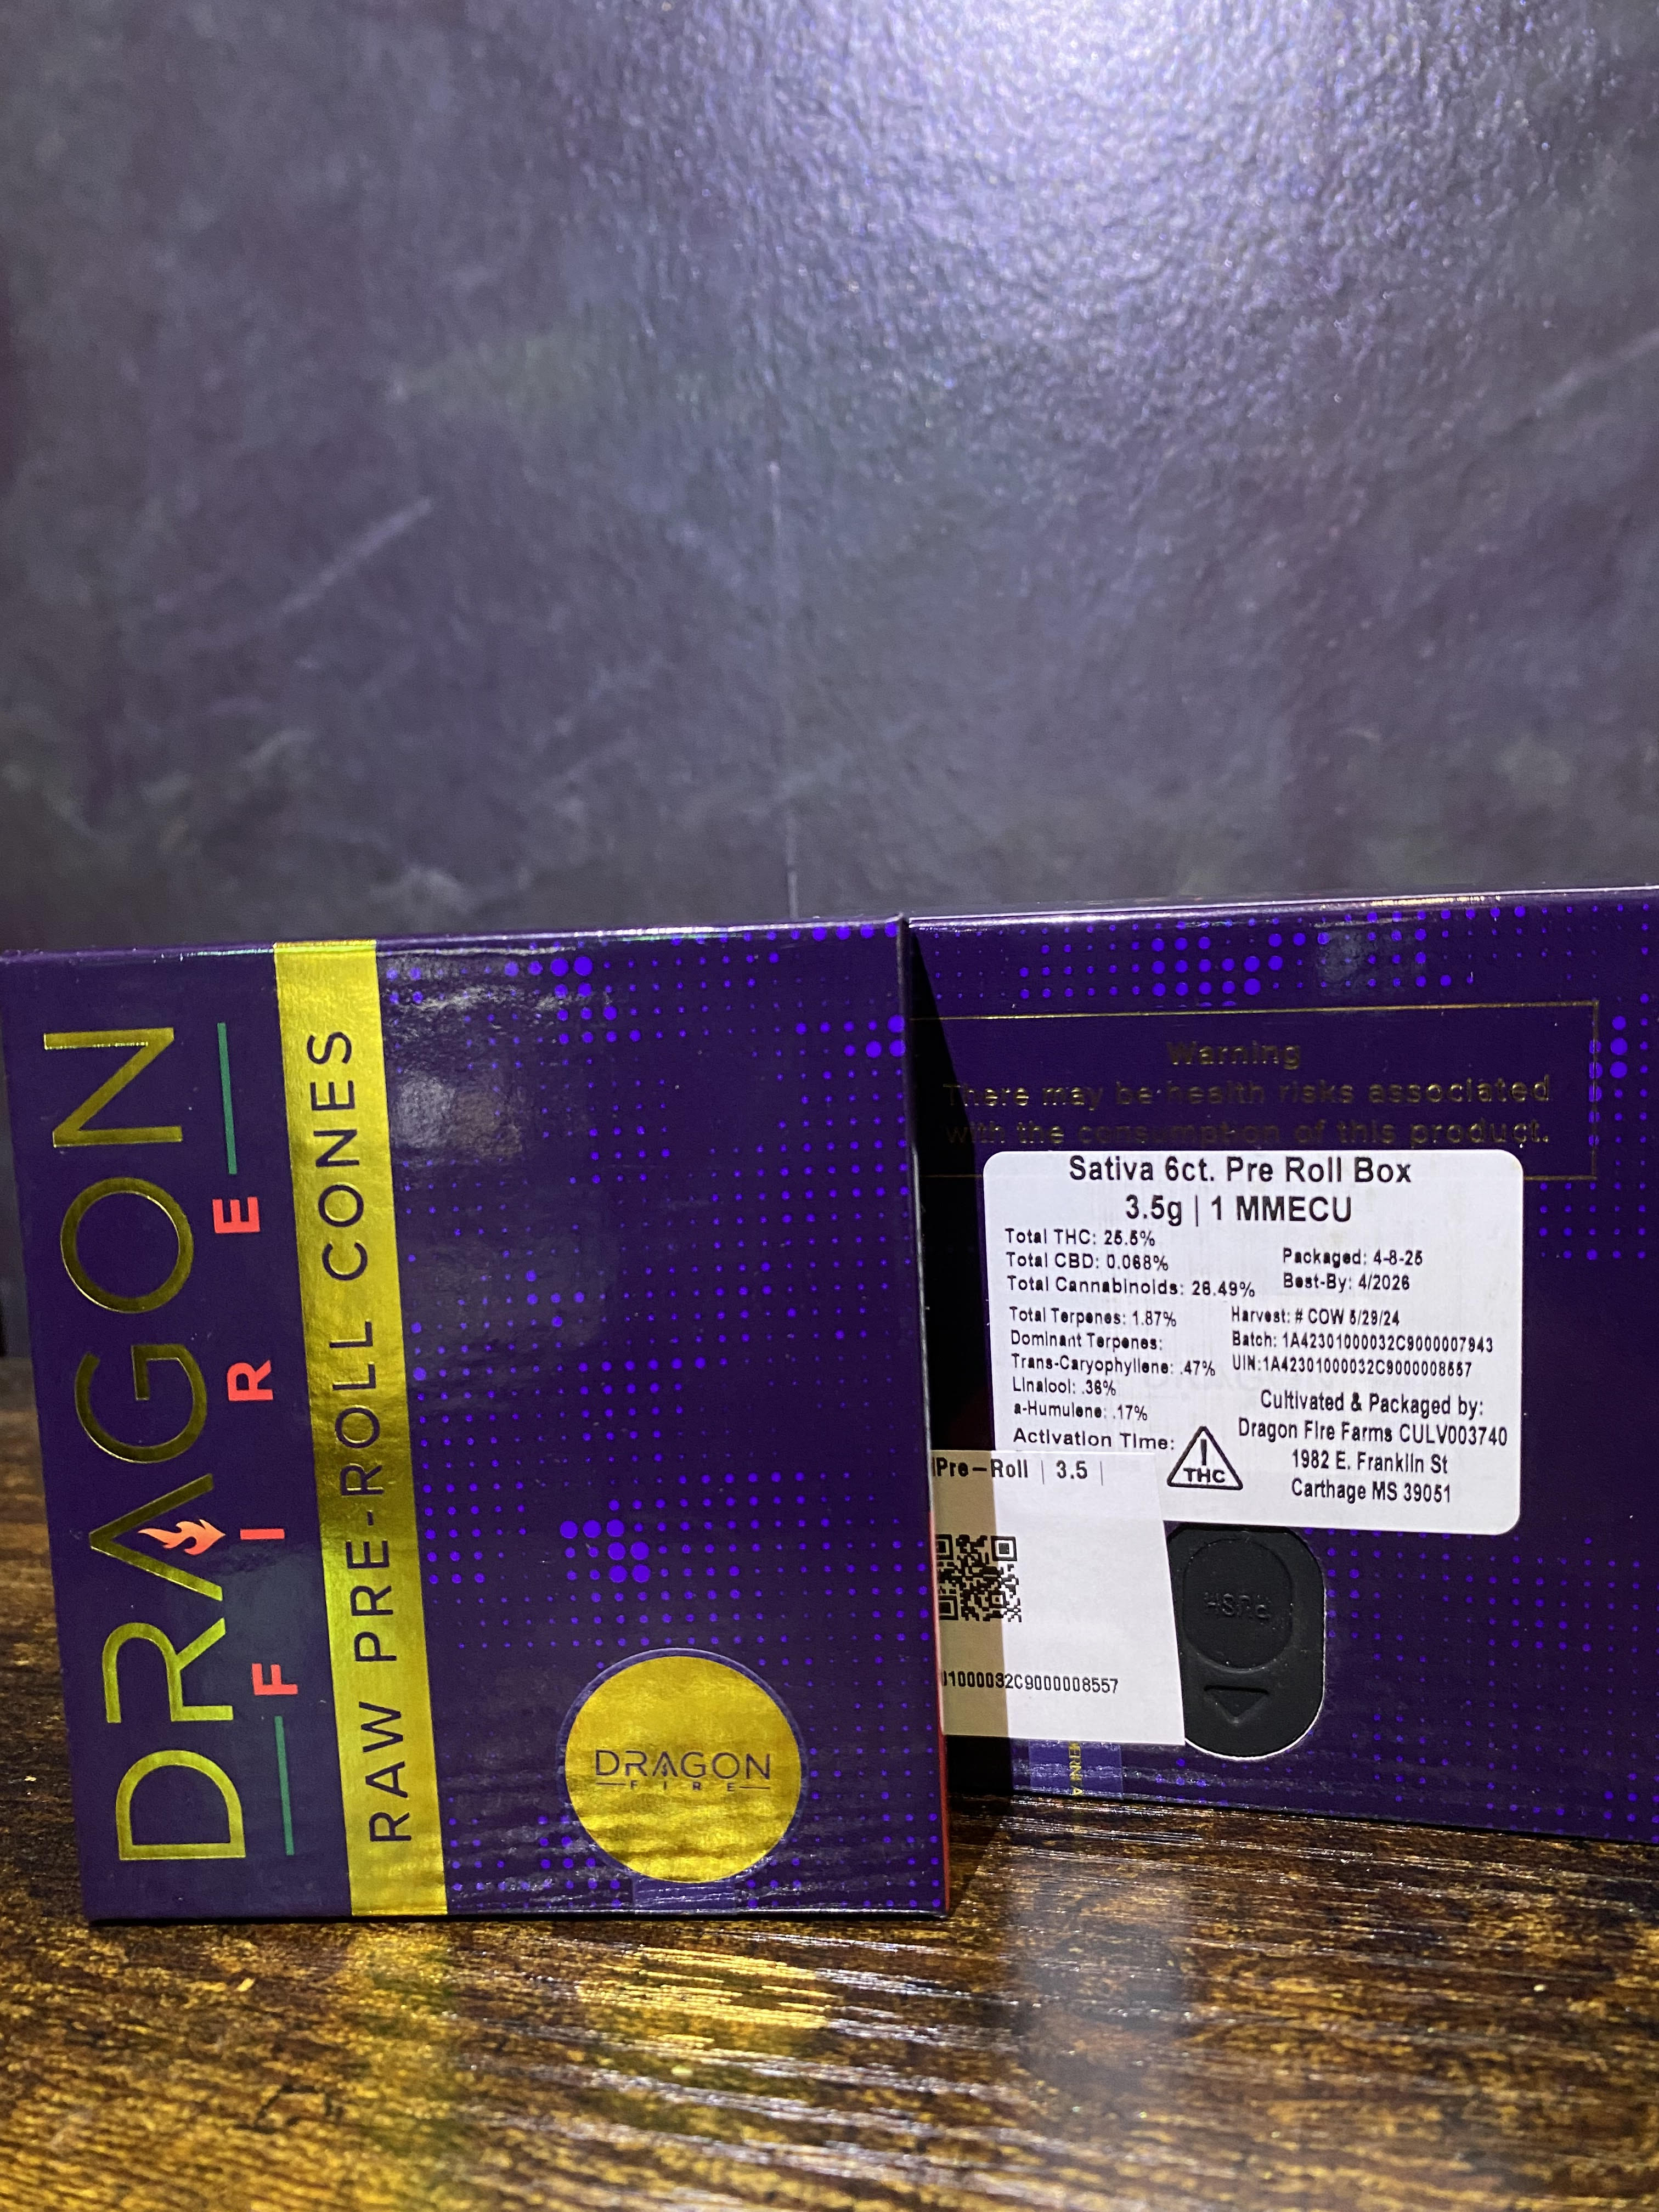 DRAGON
FIRE
RAW PRE-ROLL CONES
DRAGON
FIRE
Warning
There may be health risks associated
with the consumption of this product.
Sativa 6ct. Pre Roll Box
3.5g | 1 MMECU
Total THC: 25.5%
Total CBD: 0.068%
Total Cannabinoids: 26.49%
Packaged: 4-8-25
Best-By: 4/2026
Total Terpenes: 1.87%
Dominant Terpenes:
Trans-Caryophyllene: .47%
Linalool: .36%
a-Humulene: .17%
Activation Time:
Harvest: # COW 5/29/24
Batch: 1A42301000032C9000007943
UIN:1A42301000032C9000008557
Cultivated & Packaged by:
Dragon Fire Farms CULV003740
1982 E. Franklin St
Carthage MS 39051
THC
Pre-Roll | 3.5 |
01000032C9000008557
PUSH